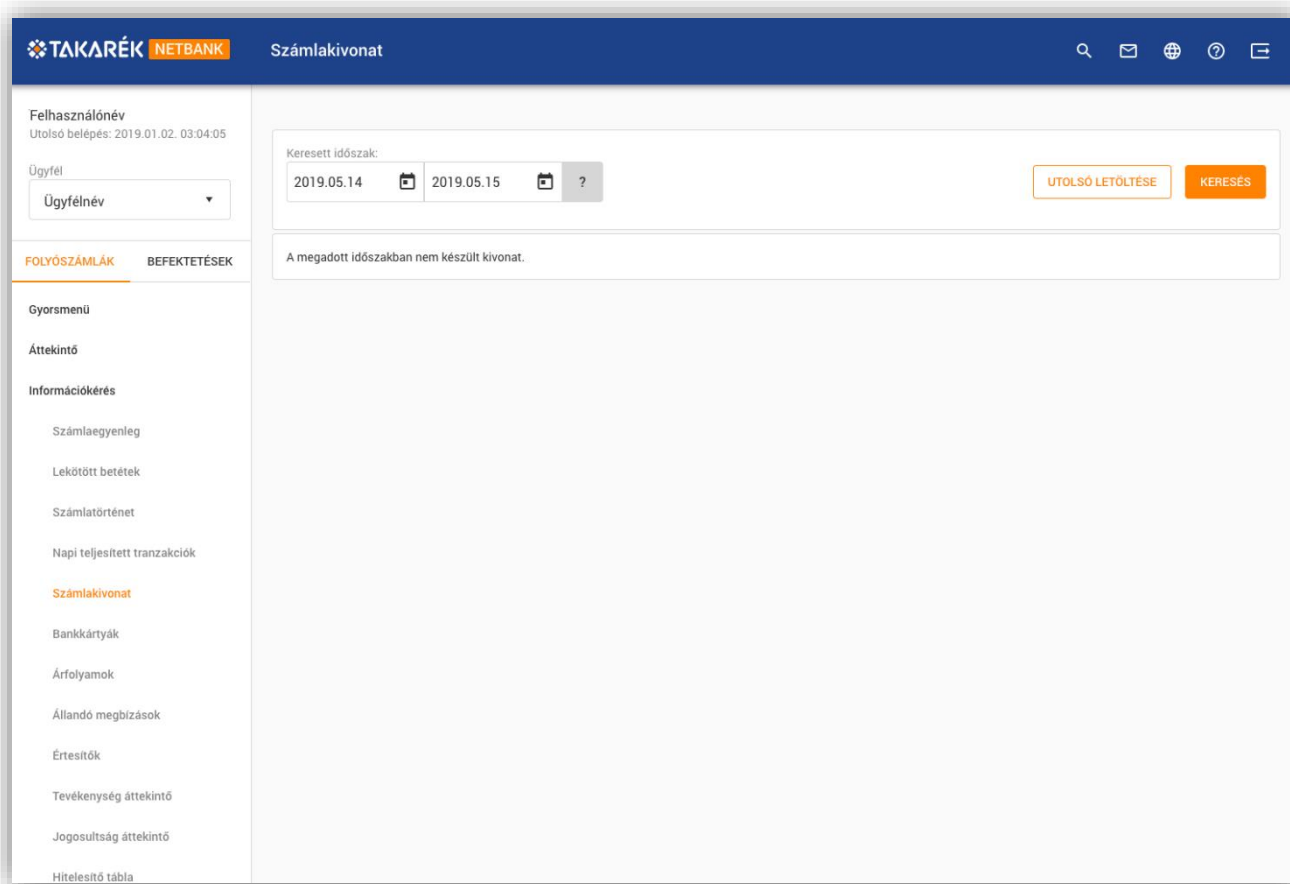 TAKARÉK NETBANK
Számlakivonat
Felhasználónév
Utolsó belépés: 2019.01.02. 03:04:05
Ügyfél
Ügyfélnév
FOLYÓSZÁMLÁK BEFEKTETÉSEK
Gyorsmenü
Áttekintő
Információkérés
Számlaegyenleg
Lekötött betétek
Számlatörténet
Napi teljesített tranzakciók
Számlakivonat
Bankkártyák
Árfolyamok
Állandó megbízások
Értesítők
Tevékenység áttekintő
Jogosultság áttekintő
Hitelesítő tábla
Keresett időszak:
2019.05.14 2019.05.15 ?
UTOLSÓ LETÖLTÉSE KERESÉS
A megadott időszakban nem készült kivonat.